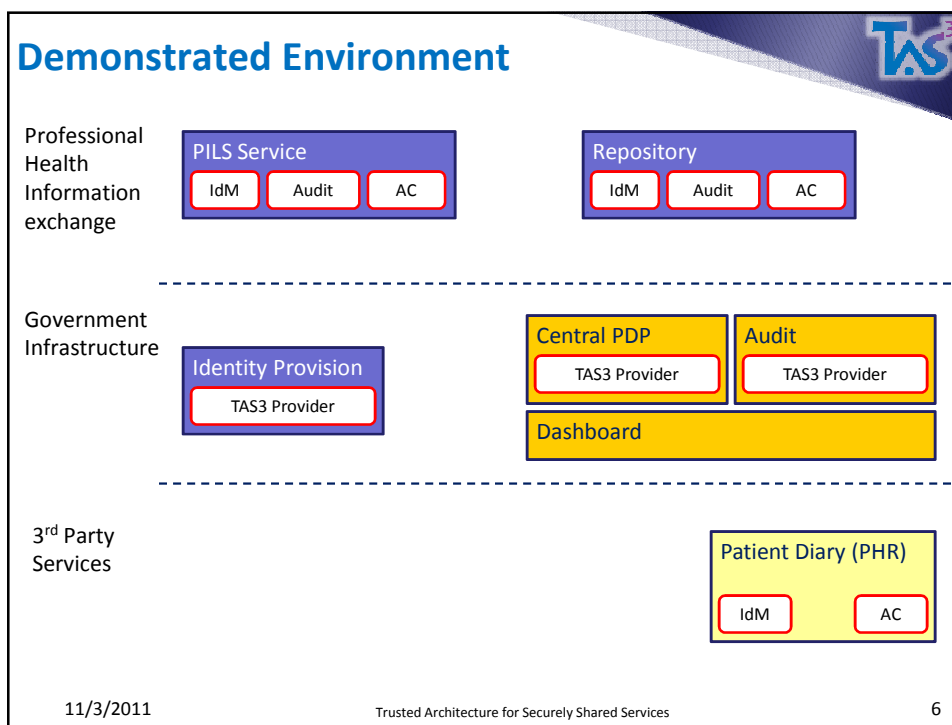 Demonstrated Environment
TAS3
Professional
Health
Information
exchange
PILS Service
IdM Audit AC
Repository
IdM Audit AC
Government
Infrastructure
Identity Provision
TAS3 Provider
Central PDP
TAS3 Provider
Audit
TAS3 Provider
Dashboard
3rd Party
Services
Patient Diary (PHR)
IdM AC
11/3/2011 Trusted Architecture for Securely Shared Services 6